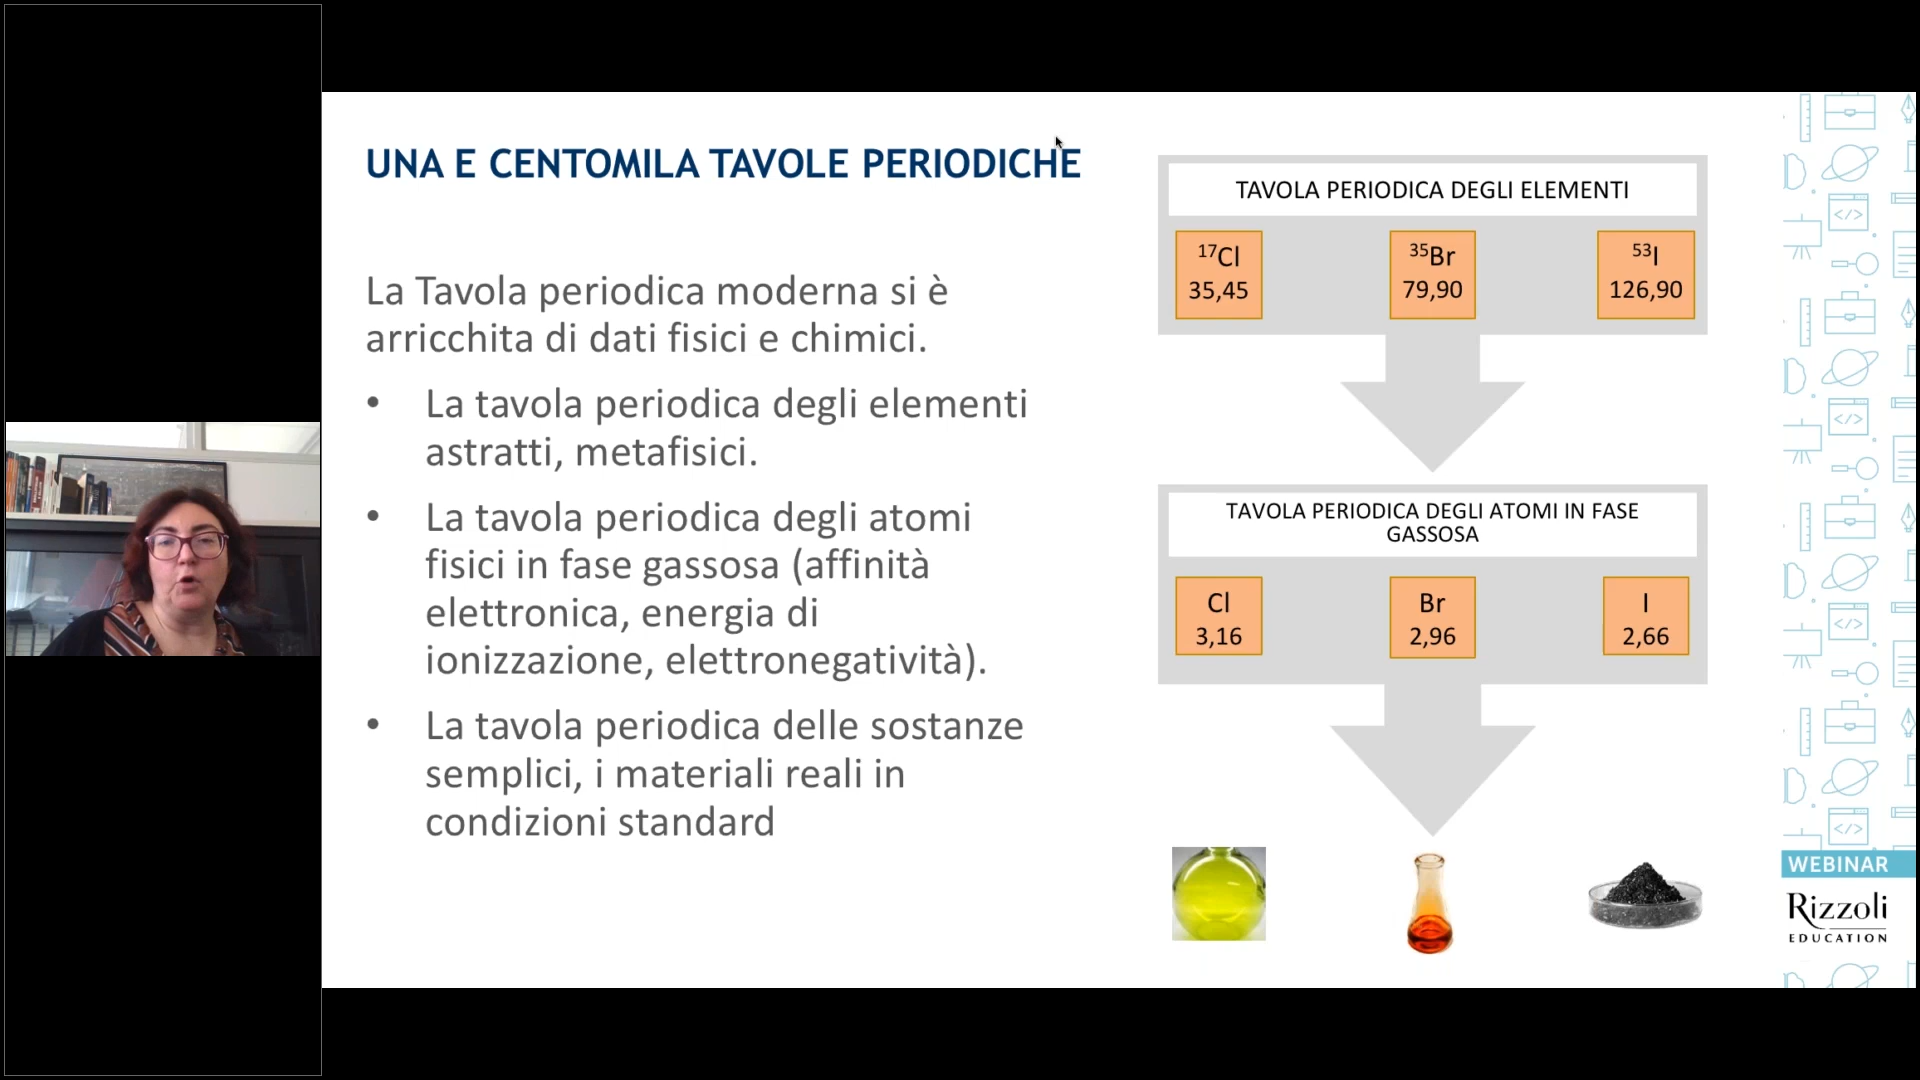 UNA E CENTOMILA TAVOLE PERIODICHE
La Tavola periodica moderna si è
arricchita di dati fisici e chimici.
• La tavola periodica degli elementi
astratti, metafisici.
• La tavola periodica degli atomi
fisici in fase gassosa (affinità
elettronica, energia di
ionizzazione, elettronegatività).
• La tavola periodica delle sostanze
semplici, i materiali reali in
condizioni standard
TAVOLA PERIODICA DEGLI ELEMENTI
¹⁷Cl
35,45
³⁵Br
79,90
⁵³I
126,90
TAVOLA PERIODICA DEGLI ATOMI IN FASE
GASSOSA
Cl
3,16
Br
2,96
I
2,66
WEBINAR
Rizzoli
EDUCATION